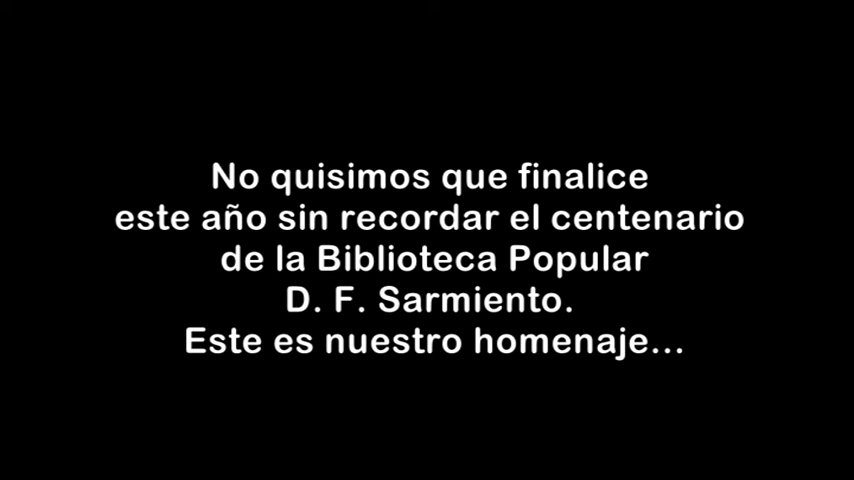 No quisimos que finalice
este año sin recordar el centenario
de la Biblioteca Popular
D. F. Sarmiento.
Este es nuestro homenaje...